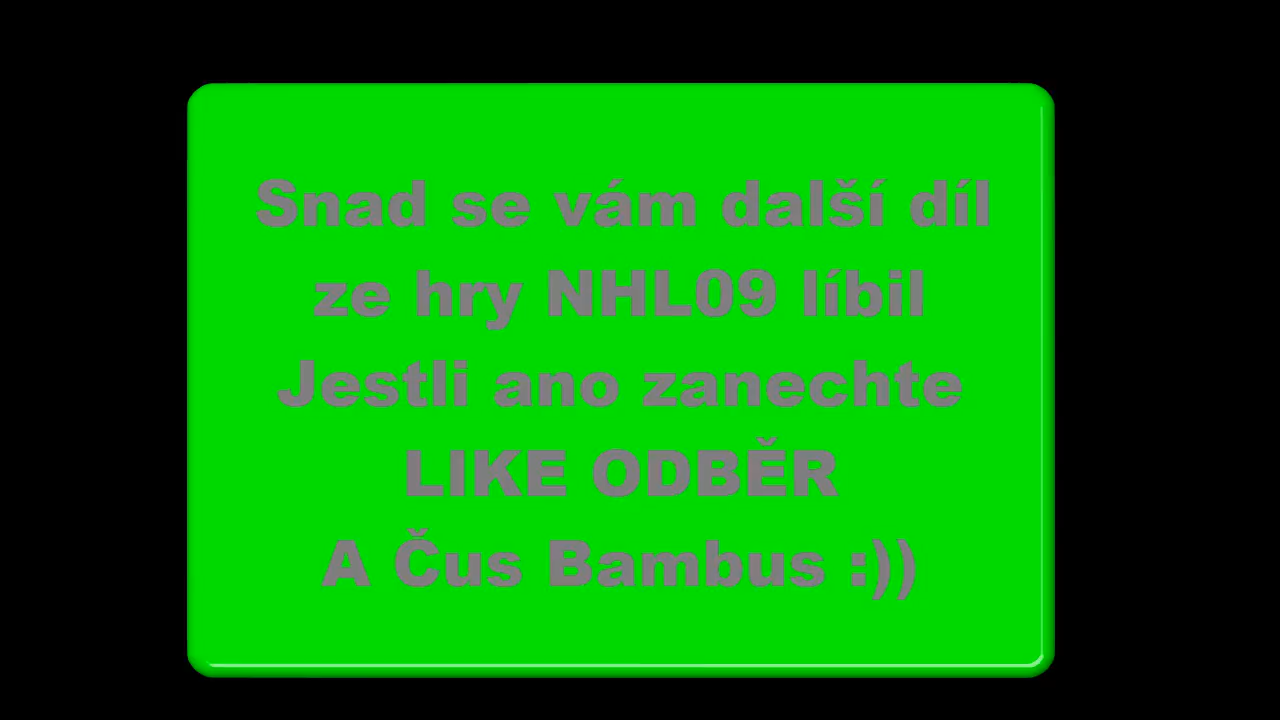 Snad se vám další díl
ze hry NHL09 líbil
Jestli ano zanechte
LIKE ODBĚR
A Čus Bambus :))